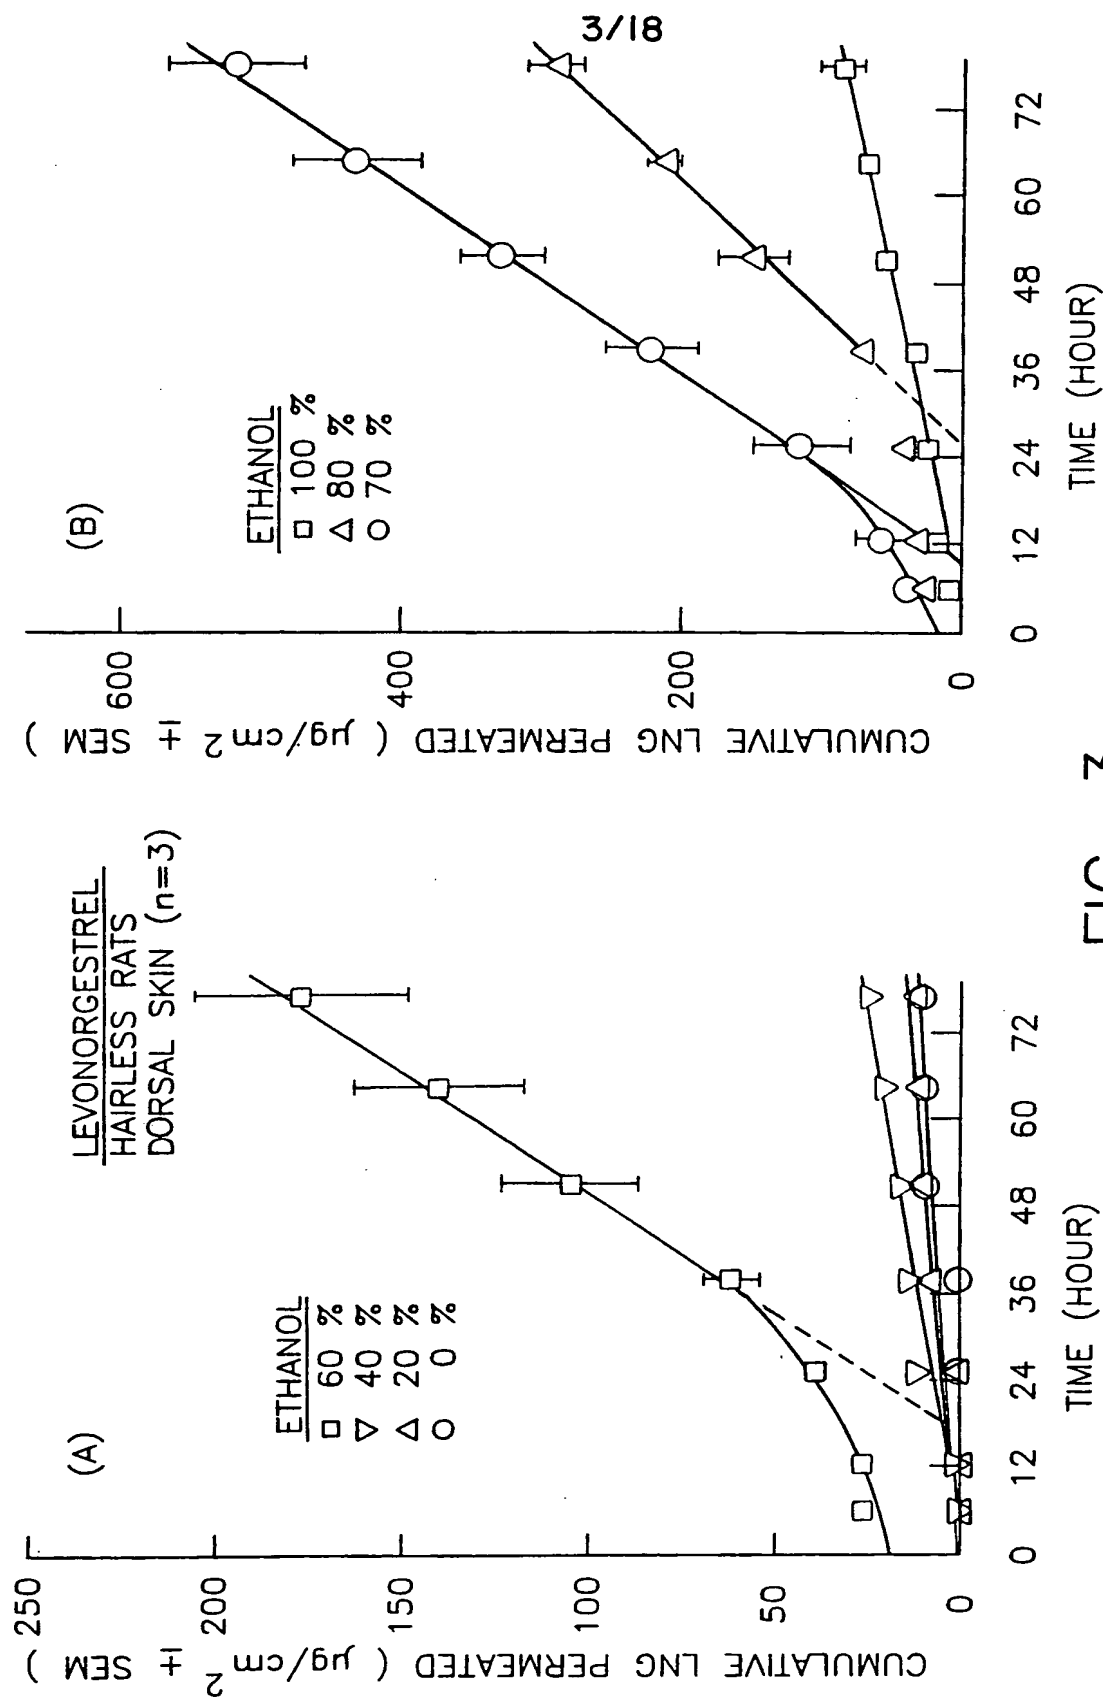 3/18
LEVONORGESTREL
HAIRLESS RATS
DORSAL SKIN (n=3)
(A)
ETHANOL
□ 60 %
▽ 40 %
△ 20 %
○ 0 %
CUMULATIVE LNG PERMEATED ( µg/cm² ± SEM )
250
200
150
100
50
0
0 12 24 36 48 60 72
TIME (HOUR)
(B)
ETHANOL
□ 100 %
△ 80 %
○ 70 %
CUMULATIVE LNG PERMEATED ( µg/cm² ± SEM )
600
400
200
0
0 12 24 36 48 60 72
TIME (HOUR)
FIG. 3